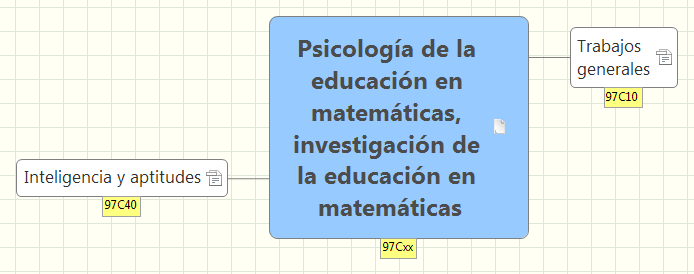 Psicología de la
educación en
matemáticas,
investigación de
la educación en
matemáticas
97Cxx
Trabajos
generales
97C10
Inteligencia y aptitudes
97C40